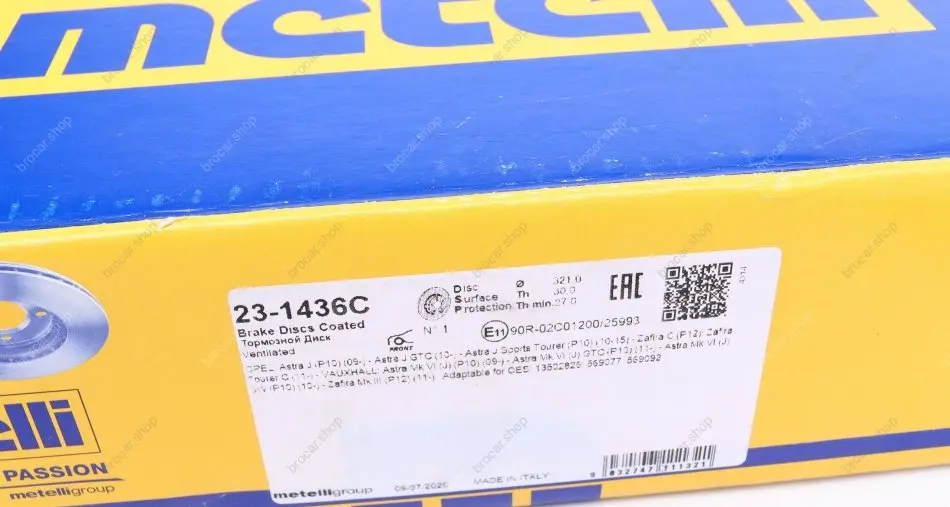 metelli
23-1436C
Brake Discs Coated
Тормозной Диск
Ventilated
FRONT
N° 1
Disc Ø 321.0
Surface Th 30.0
Protection Th min. 27.0
EAC
E11 90R-02C01200/25993
OPEL: Astra J (P10) (09-) - Astra J GTC (10-) - Astra J Sports Tourer (P10) (10-15) - Zafira C (P12); Zafira
Tourer C (11-) - VAUXHALL: Astra Mk VI (J) (P10) (09-) - Astra Mk VI (J) GTC (P10) (11-) - Astra Mk VI (J)
SW (P10) (10-) - Zafira Mk III (P12) (11-) Adaptable for OES: 13502829 569077 569092
metelligroup
MADE IN ITALY
8 032747 111321
elli
PASSION
metelligroup
brocar.shop